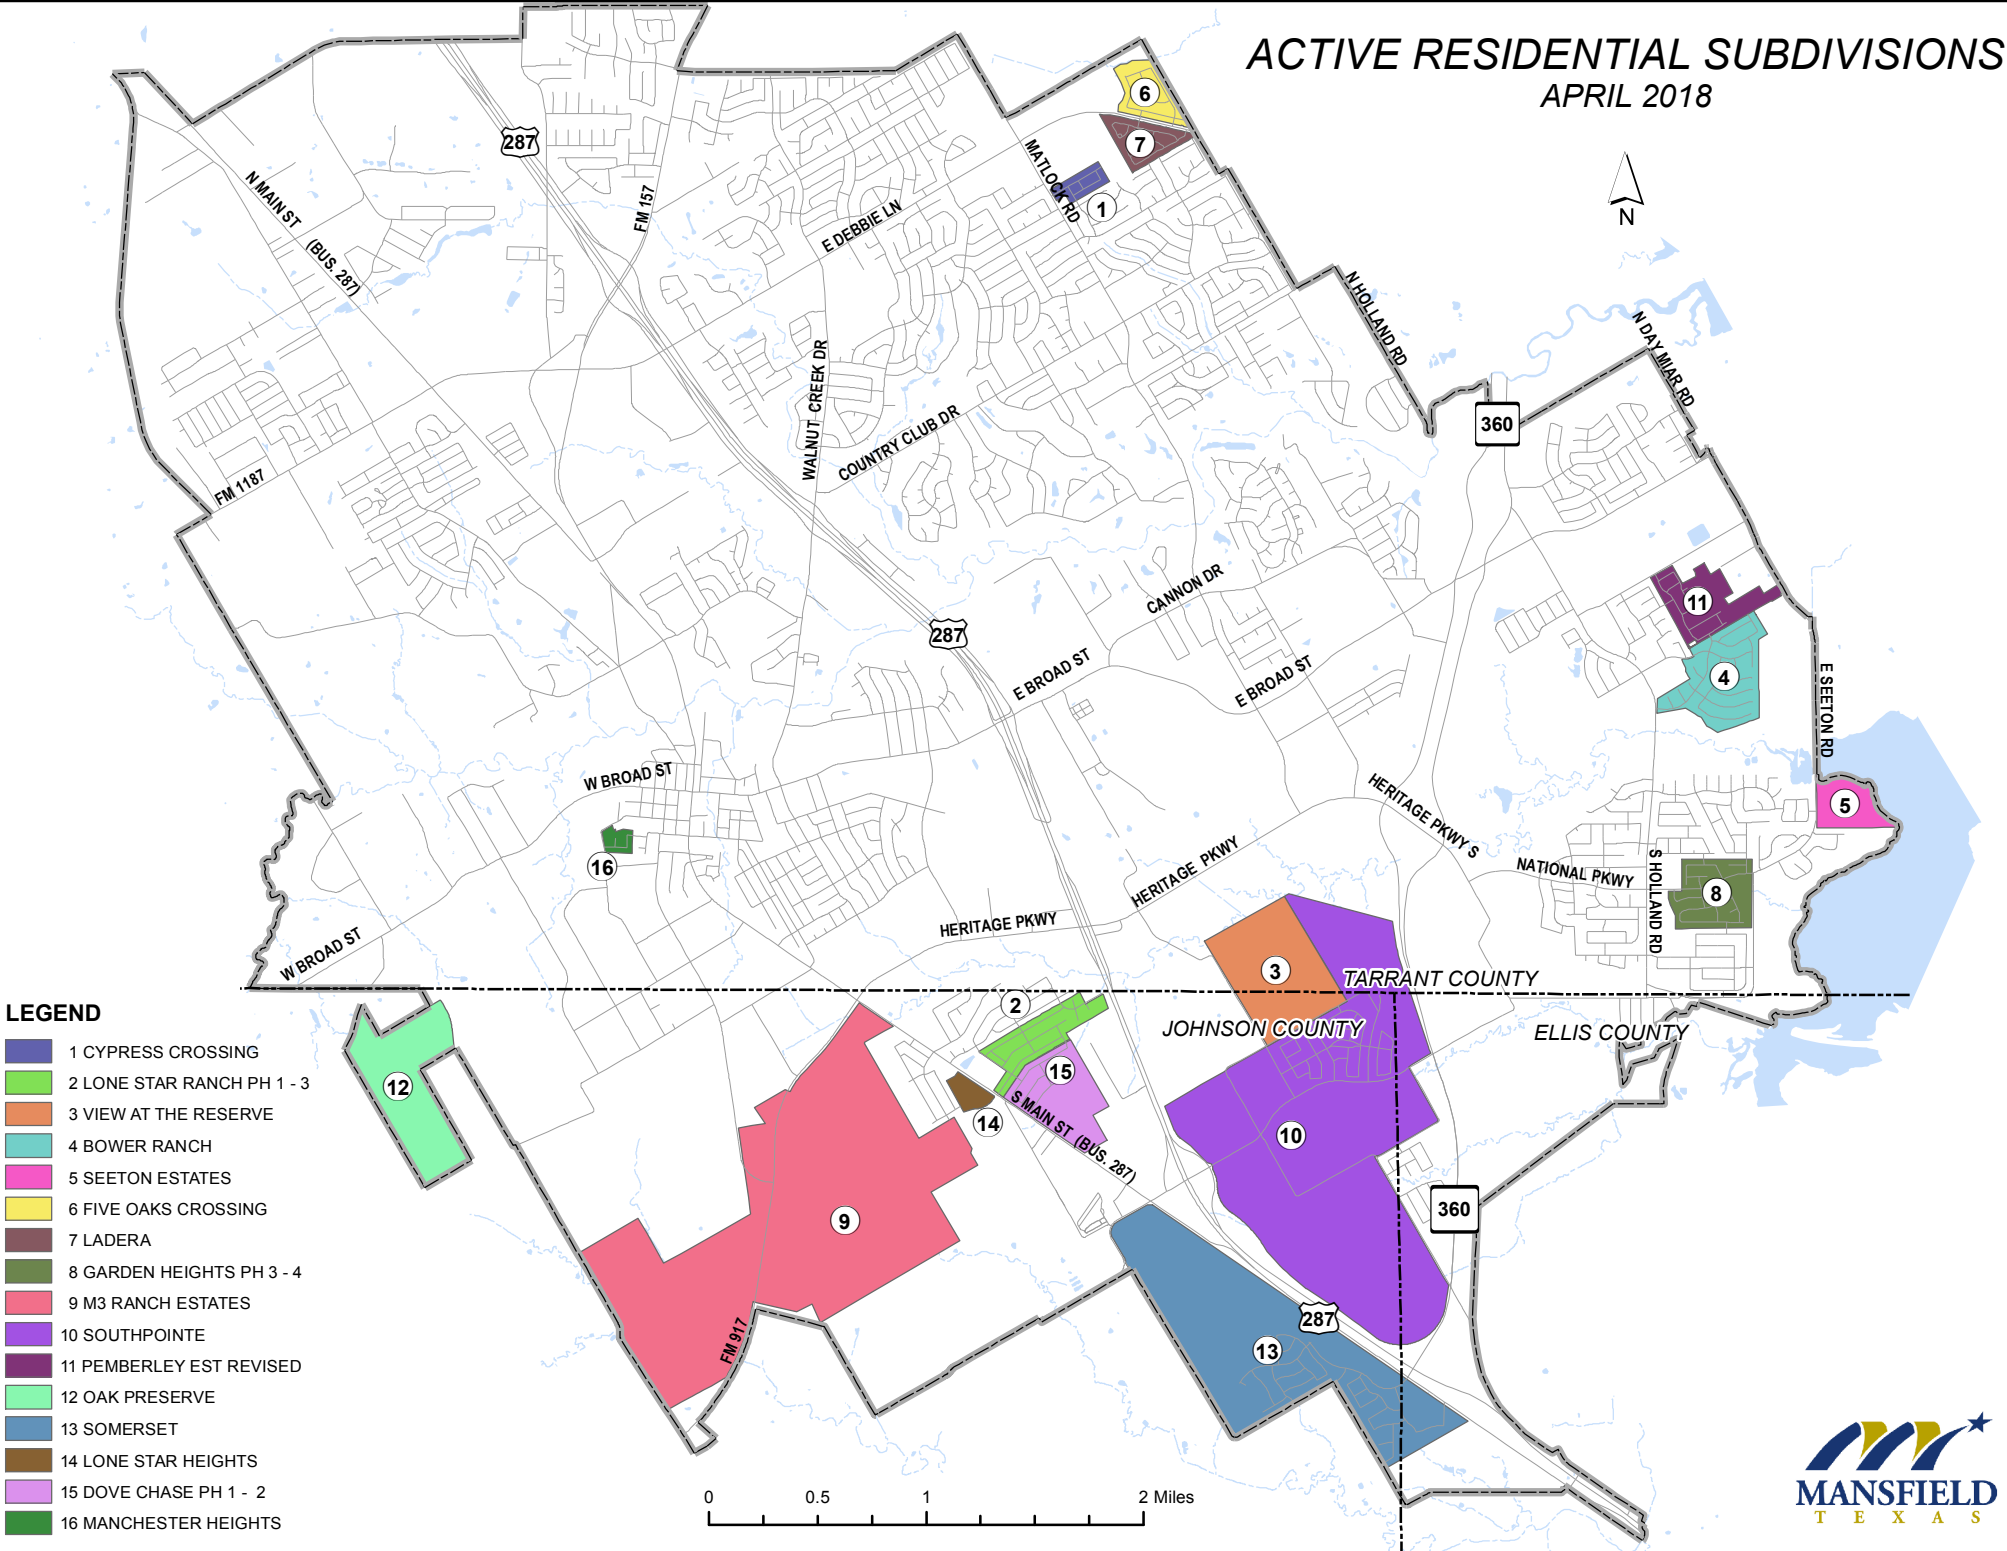 ACTIVE RESIDENTIAL SUBDIVISIONS
APRIL 2018
N
6
7
1
287
MATLOCK RD
N MAIN ST
(BUS. 287)
FM 157
E DEBBIE LN
N HOLLAND RD
N DAY MIAR RD
WALNUT CREEK DR
COUNTRY CLUB DR
360
FM 1187
287
CANNON DR
E BROAD ST
E BROAD ST
11
4
E SEETON RD
5
W BROAD ST
16
HERITAGE PKWY S
HERITAGE PKWY
NATIONAL PKWY
S HOLLAND RD
8
HERITAGE PKWY
W BROAD ST
3
TARRANT COUNTY
JOHNSON COUNTY
ELLIS COUNTY
2
15
12
14
S MAIN ST (BUS. 287)
10
9
360
287
13
FM 917
LEGEND
1 CYPRESS CROSSING
2 LONE STAR RANCH PH 1 - 3
3 VIEW AT THE RESERVE
4 BOWER RANCH
5 SEETON ESTATES
6 FIVE OAKS CROSSING
7 LADERA
8 GARDEN HEIGHTS PH 3 - 4
9 M3 RANCH ESTATES
10 SOUTHPOINTE
11 PEMBERLEY EST REVISED
12 OAK PRESERVE
13 SOMERSET
14 LONE STAR HEIGHTS
15 DOVE CHASE PH 1 - 2
16 MANCHESTER HEIGHTS
0 0.5 1 2 Miles
MANSFIELD
TEXAS